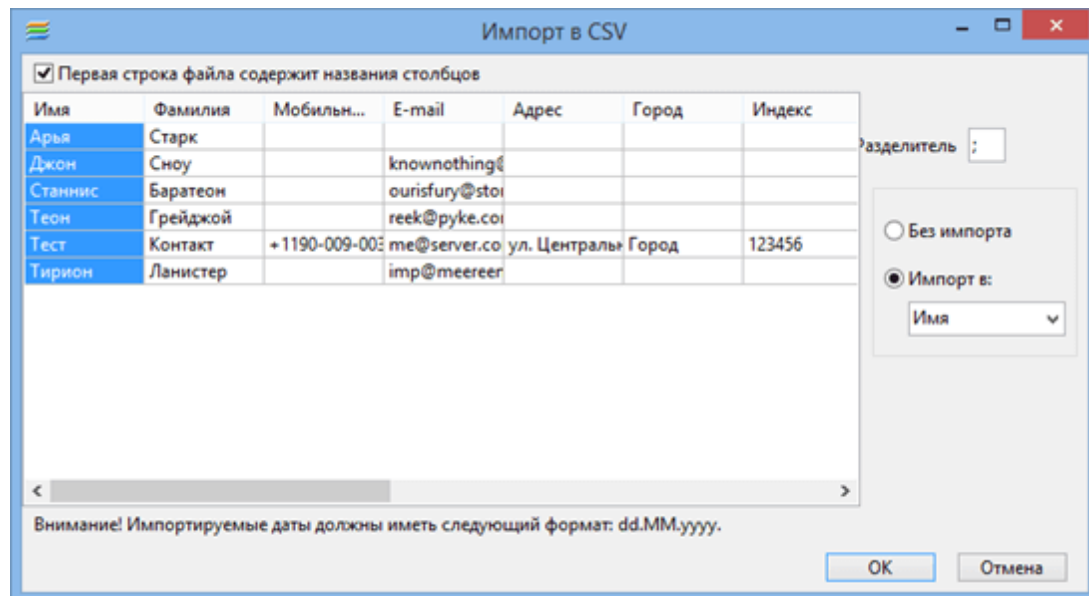 Импорт в CSV
Первая строка файла содержит названия столбцов
Имя Фамилия Мобильн... E-mail Адрес Город Индекс
Арья Старк
Джон Сноу knownothing@
Станнис Баратеон ourisfury@stor
Теон Грейджой reek@pyke.co
Тест Контакт +1190-009-003 me@server.co ул. Централь Город 123456
Тирион Ланистер imp@meereer
Разделитель ;
Без импорта
Импорт в:
Имя
Внимание! Импортируемые даты должны иметь следующий формат: dd.MM.yyyy.
OK Отмена